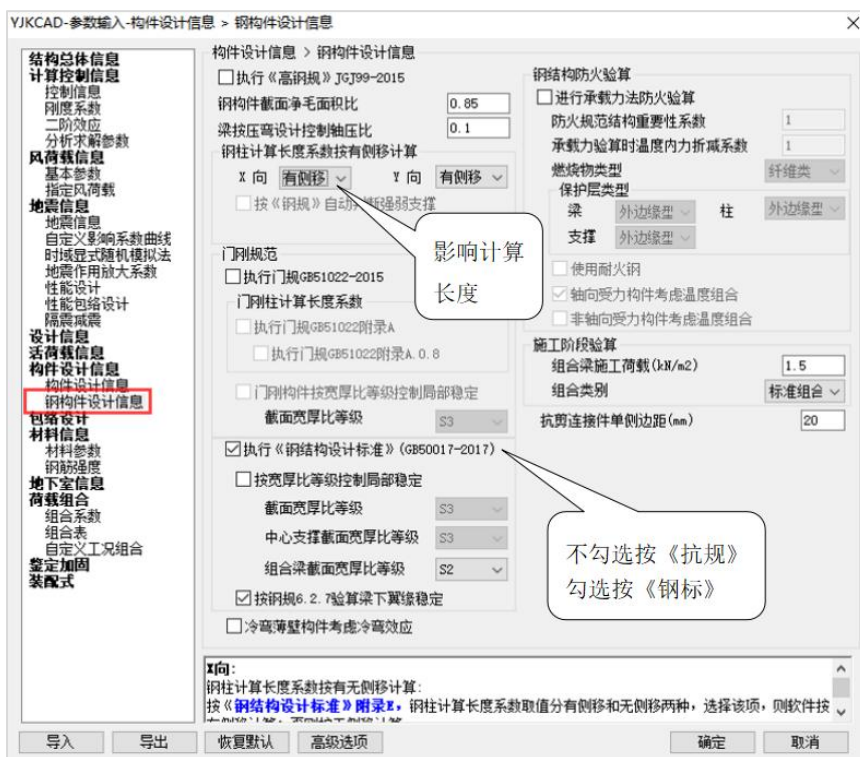 YJKCAD-参数输入-构件设计信息 > 钢构件设计信息
结构总体信息
计算控制信息
控制信息
刚度系数
二阶效应
分析求解参数
风荷载信息
基本参数
指定风荷载
地震信息
地震信息
自定义影响系数曲线
时域显式随机模拟法
地震作用放大系数
性能设计
性能包络设计
隔震减震
设计信息
活荷载信息
构件设计信息
构件设计信息
钢构件设计信息
包络设计
材料信息
材料参数
钢筋强度
地下室信息
荷载组合
组合系数
组合表
自定义工况组合
鉴定加固
装配式
构件设计信息 > 钢构件设计信息
执行《高钢规》JGJ99-2015
钢构件截面净毛面积比 0.85
梁按压弯设计控制轴压比 0.1
钢柱计算长度系数按有侧移计算
X 向 有侧移 Y 向 有侧移
按《钢规》自动判断强弱支撑
影响计算
长度
门刚规范
执行门规GB51022-2015
门刚柱计算长度系数
执行门规GB51022附录A
执行门规GB51022附录A.0.8
门刚构件按宽厚比等级控制局部稳定
截面宽厚比等级 S3
执行《钢结构设计标准》(GB50017-2017)
按宽厚比等级控制局部稳定
截面宽厚比等级 S3
中心支撑截面宽厚比等级 S3
组合梁截面宽厚比等级 S2
按钢规6.2.7验算梁下翼缘稳定
冷弯薄壁构件考虑冷弯效应
钢结构防火验算
进行承载力法防火验算
防火规范结构重要性系数 1
承载力验算时温度内力折减系数 1
燃烧物类型 纤维类
保护层类型
梁 外边缘型 柱 外边缘型
支撑 外边缘型
使用耐火钢
轴向受力构件考虑温度组合
非轴向受力构件考虑温度组合
施工阶段验算
组合梁施工荷载(kN/m2) 1.5
组合类别 标准组合
抗剪连接件单侧边距(mm) 20
不勾选按《抗规》
勾选按《钢标》
X向:
钢柱计算长度系数按有无侧移计算:
按《钢结构设计标准》附录E，钢柱计算长度系数取值分有侧移和无侧移两种，选择该项，则软件按
导入 导出 恢复默认 高级选项 确定 取消